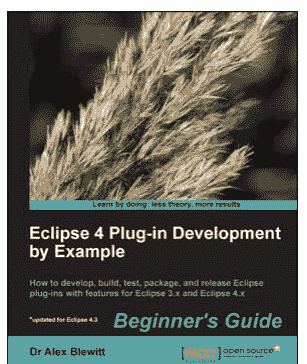 Learn by doing: less theory, more results
Eclipse 4 Plug-in Development
by Example
How to develop, build, test, package, and release Eclipse
plug-ins with features for Eclipse 3.x and Eclipse 4.x
*updated for Eclipse 4.3
Beginner's Guide
Dr Alex Blewitt
[PACKT] open source*